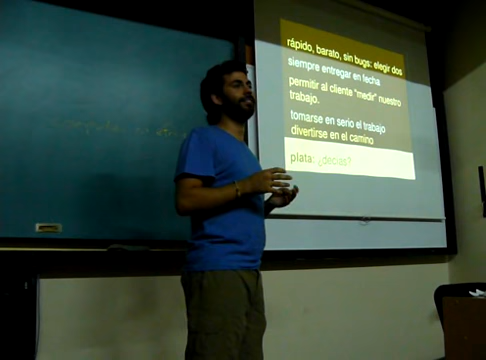 rápido, barato, sin bugs: elegir dos
siempre entregar en fecha
permitir al cliente "medir" nuestro
trabajo.
tomarse en serio el trabajo
divertirse en el camino
plata: ¿decías?